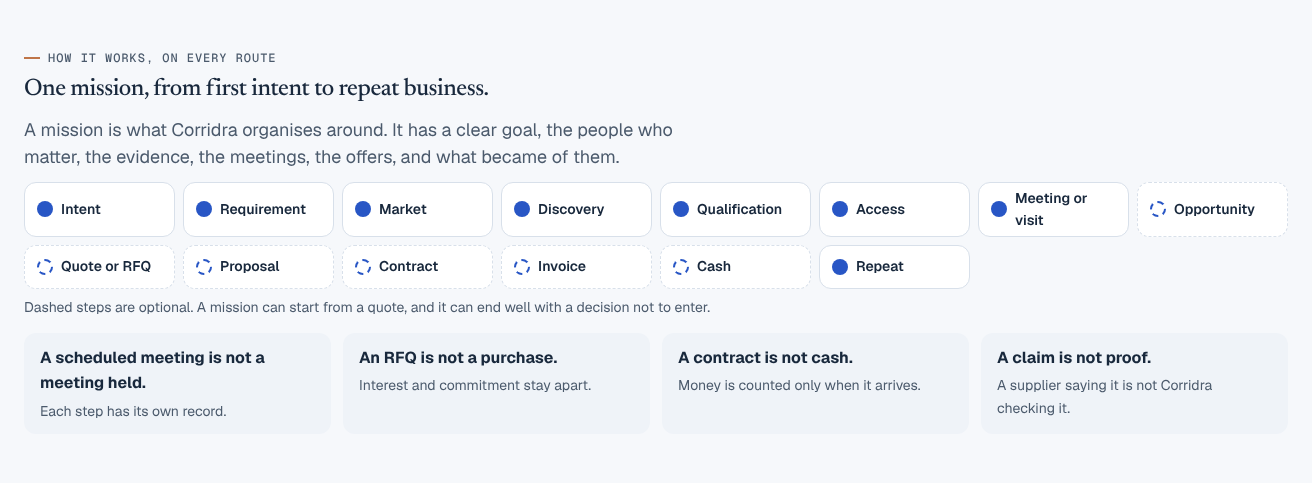 HOW IT WORKS, ON EVERY ROUTE
One mission, from first intent to repeat business.
A mission is what Corridra organises around. It has a clear goal, the people who
matter, the evidence, the meetings, the offers, and what became of them.
Intent
Requirement
Market
Discovery
Qualification
Access
Meeting or
visit
Opportunity
Quote or RFQ
Proposal
Contract
Invoice
Cash
Repeat
Dashed steps are optional. A mission can start from a quote, and it can end well with a decision not to enter.
A scheduled meeting is not a
meeting held.
Each step has its own record.
An RFQ is not a purchase.
Interest and commitment stay apart.
A contract is not cash.
Money is counted only when it arrives.
A claim is not proof.
A supplier saying it is not Corridra
checking it.